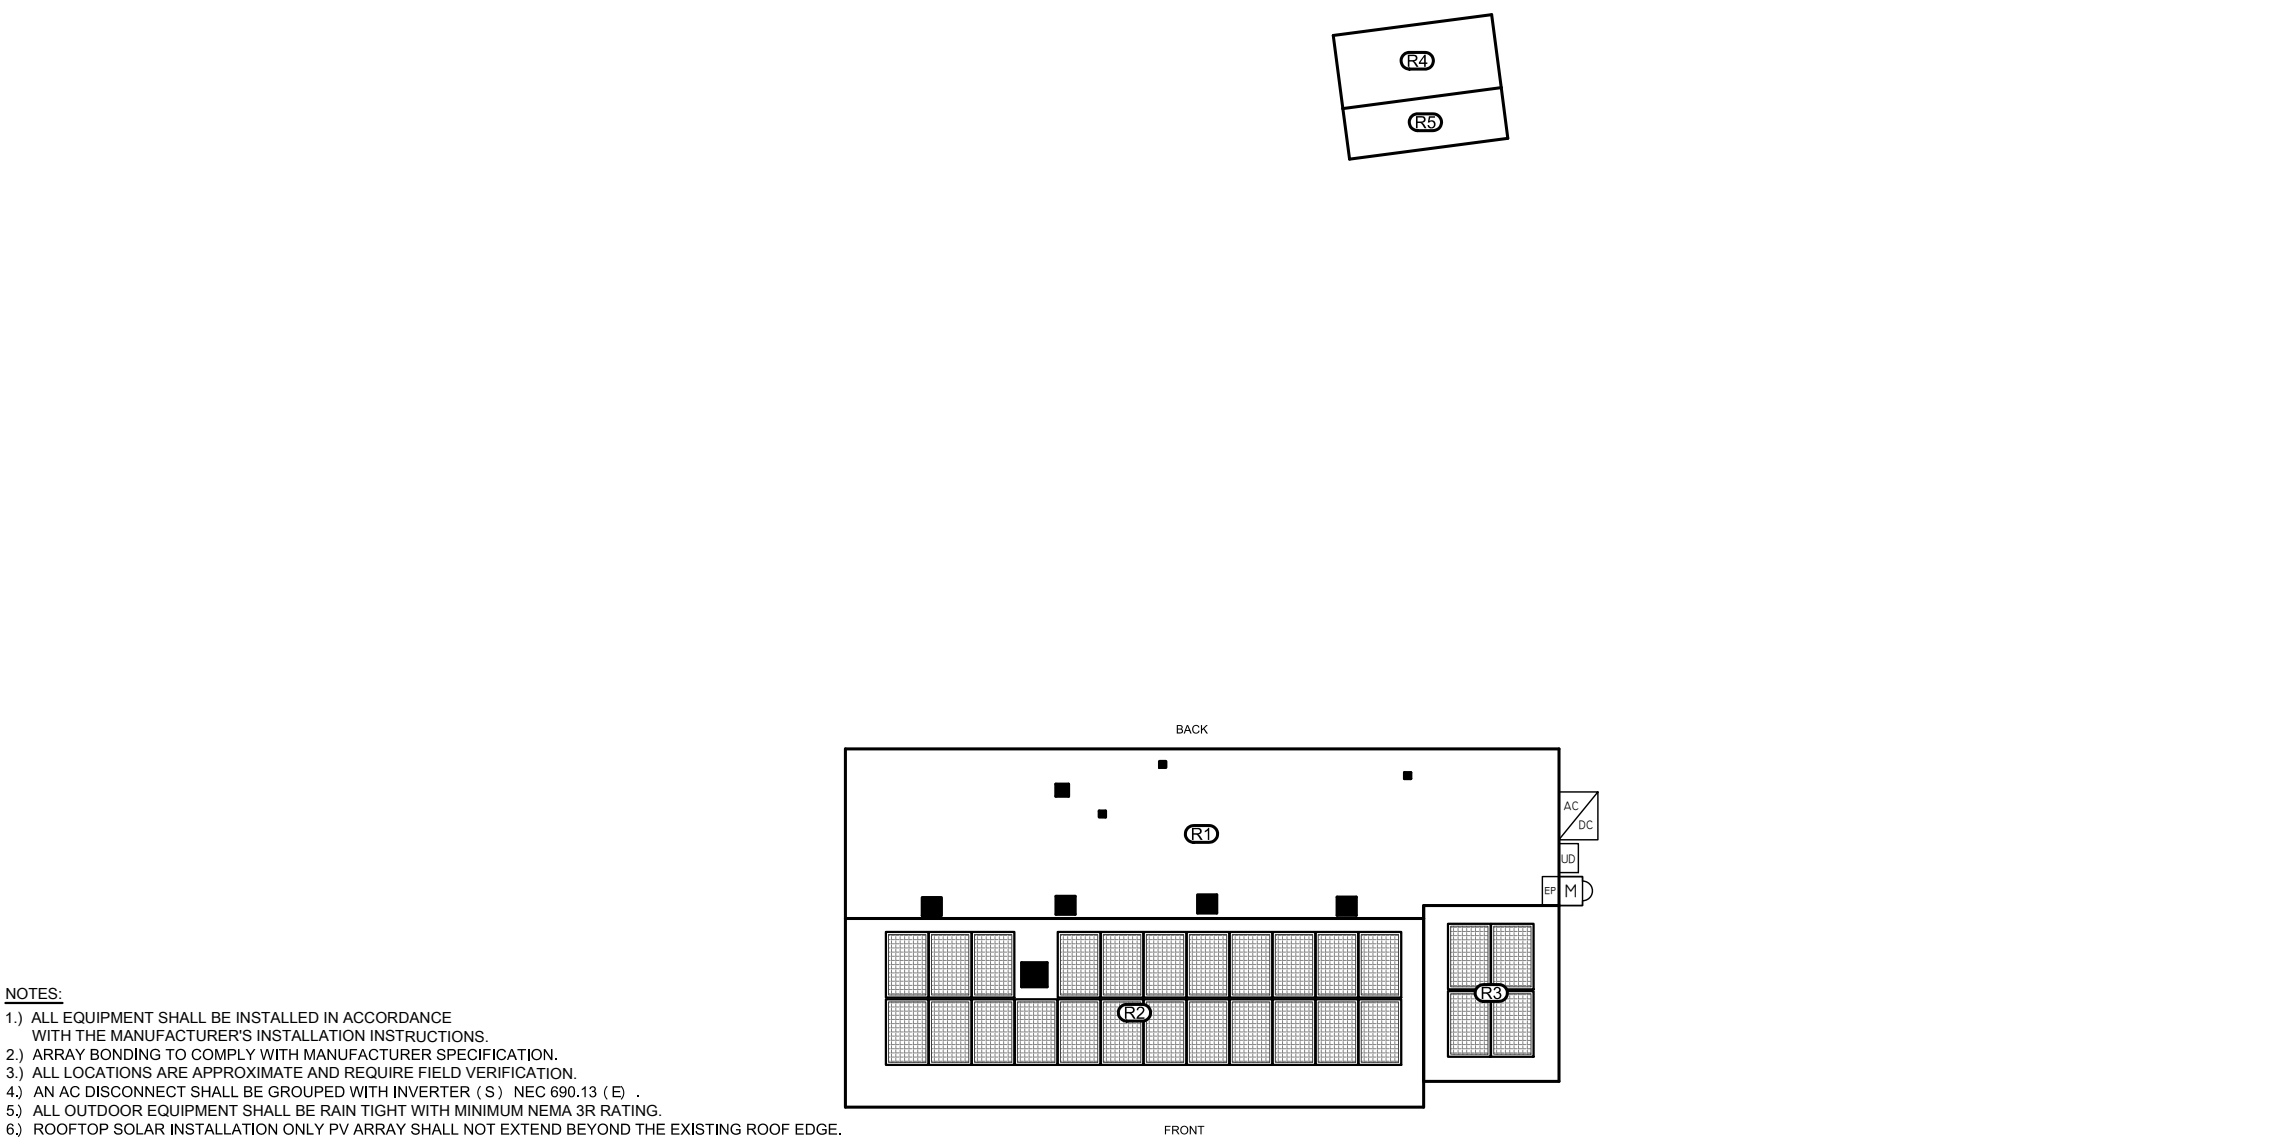 R4
R5
BACK
R1
AC
DC
UD
EP M
R2
R3
NOTES:
1.) ALL EQUIPMENT SHALL BE INSTALLED IN ACCORDANCE
WITH THE MANUFACTURER'S INSTALLATION INSTRUCTIONS.
2.) ARRAY BONDING TO COMPLY WITH MANUFACTURER SPECIFICATION.
3.) ALL LOCATIONS ARE APPROXIMATE AND REQUIRE FIELD VERIFICATION.
4.) AN AC DISCONNECT SHALL BE GROUPED WITH INVERTER (S) NEC 690.13 (E) .
5.) ALL OUTDOOR EQUIPMENT SHALL BE RAIN TIGHT WITH MINIMUM NEMA 3R RATING.
6.) ROOFTOP SOLAR INSTALLATION ONLY PV ARRAY SHALL NOT EXTEND BEYOND THE EXISTING ROOF EDGE.
FRONT